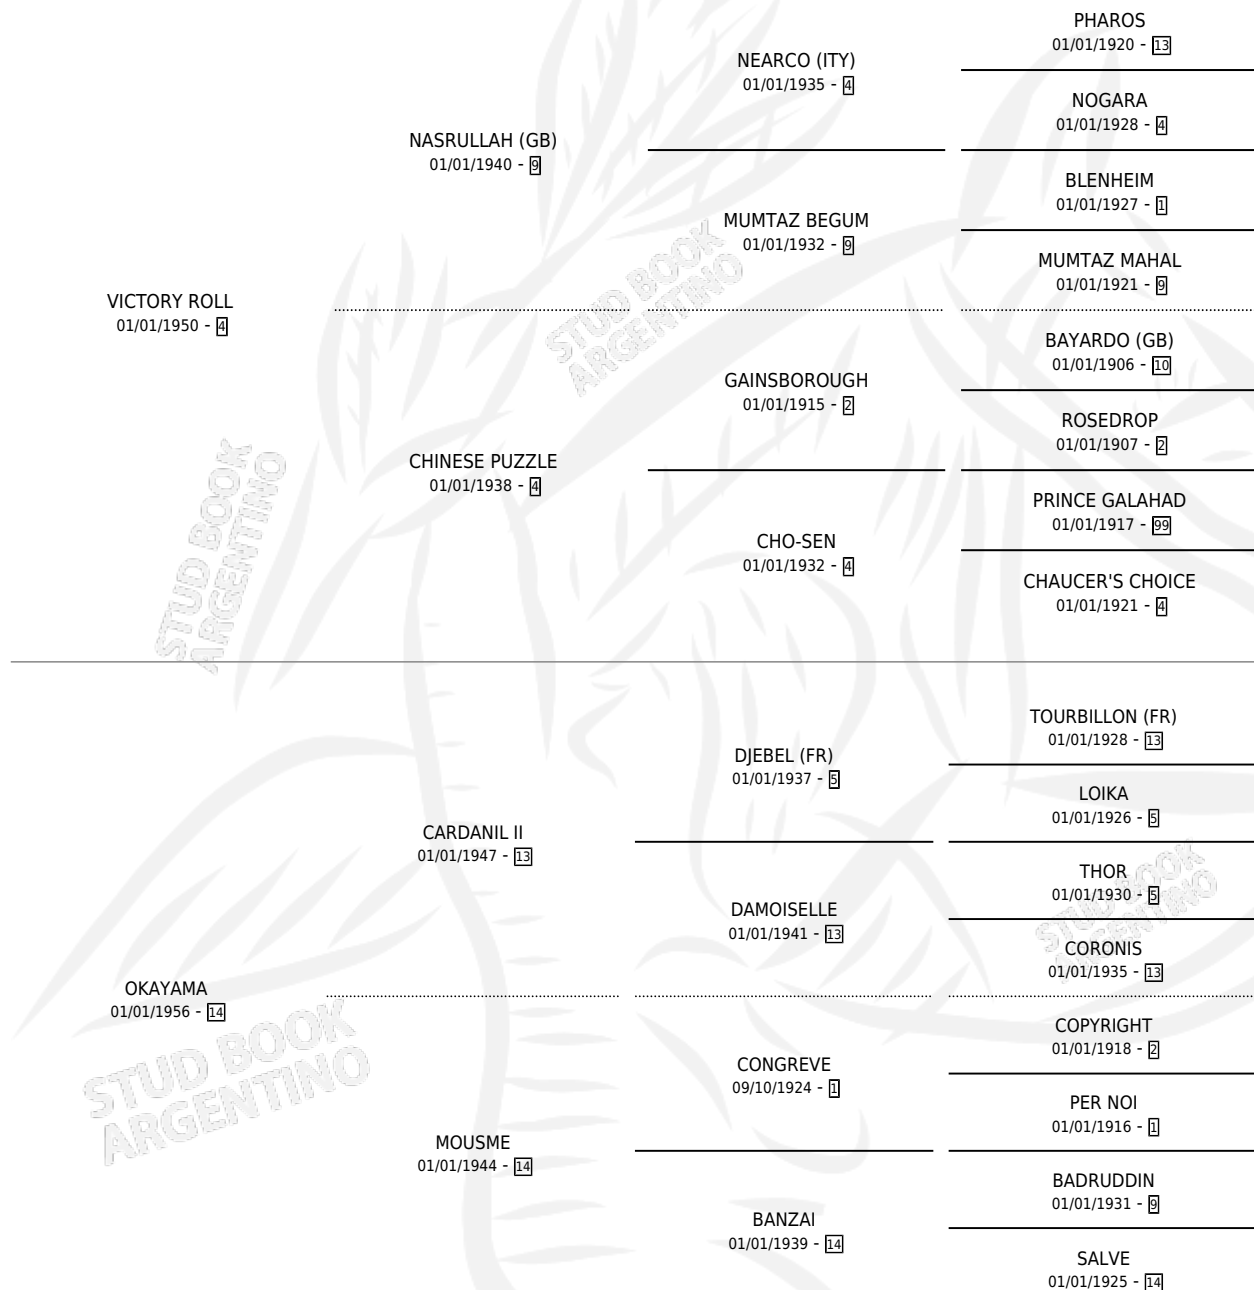 PHAROS
01/01/1920 - 13
NEARCO (ITY)
01/01/1935 - 4
NOGARA
01/01/1928 - 4
NASRULLAH (GB)
01/01/1940 - 9
BLENHEIM
01/01/1927 - 1
MUMTAZ BEGUM
01/01/1932 - 9
MUMTAZ MAHAL
01/01/1921 - 9
VICTORY ROLL
01/01/1950 - 4
STUD BOOK
ARGENTINO
BAYARDO (GB)
01/01/1906 - 10
GAINSBOROUGH
01/01/1915 - 2
ROSEDROP
01/01/1907 - 2
CHINESE PUZZLE
01/01/1938 - 4
PRINCE GALAHAD
01/01/1917 - 99
CHO-SEN
01/01/1932 - 4
CHAUCER'S CHOICE
01/01/1921 - 4
STUD BOOK
ARGENTINO
TOURBILLON (FR)
01/01/1928 - 13
DJEBEL (FR)
01/01/1937 - 5
LOIKA
01/01/1926 - 5
CARDANIL II
01/01/1947 - 13
THOR
01/01/1930 - 5
STUD BOOK
ARGENTINO
DAMOISELLE
01/01/1941 - 13
CORONIS
01/01/1935 - 13
OKAYAMA
01/01/1956 - 14
STUD BOOK
ARGENTINO
COPYRIGHT
01/01/1918 - 2
CONGREVE
09/10/1924 - 1
PER NOI
01/01/1916 - 1
MOUSME
01/01/1944 - 14
BADRUDDIN
01/01/1931 - 9
BANZAI
01/01/1939 - 14
SALVE
01/01/1925 - 14